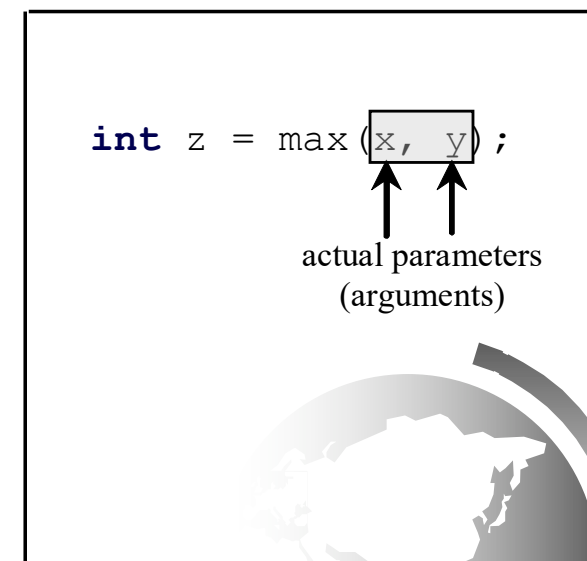 int z = max(x, y);
actual parameters
(arguments)